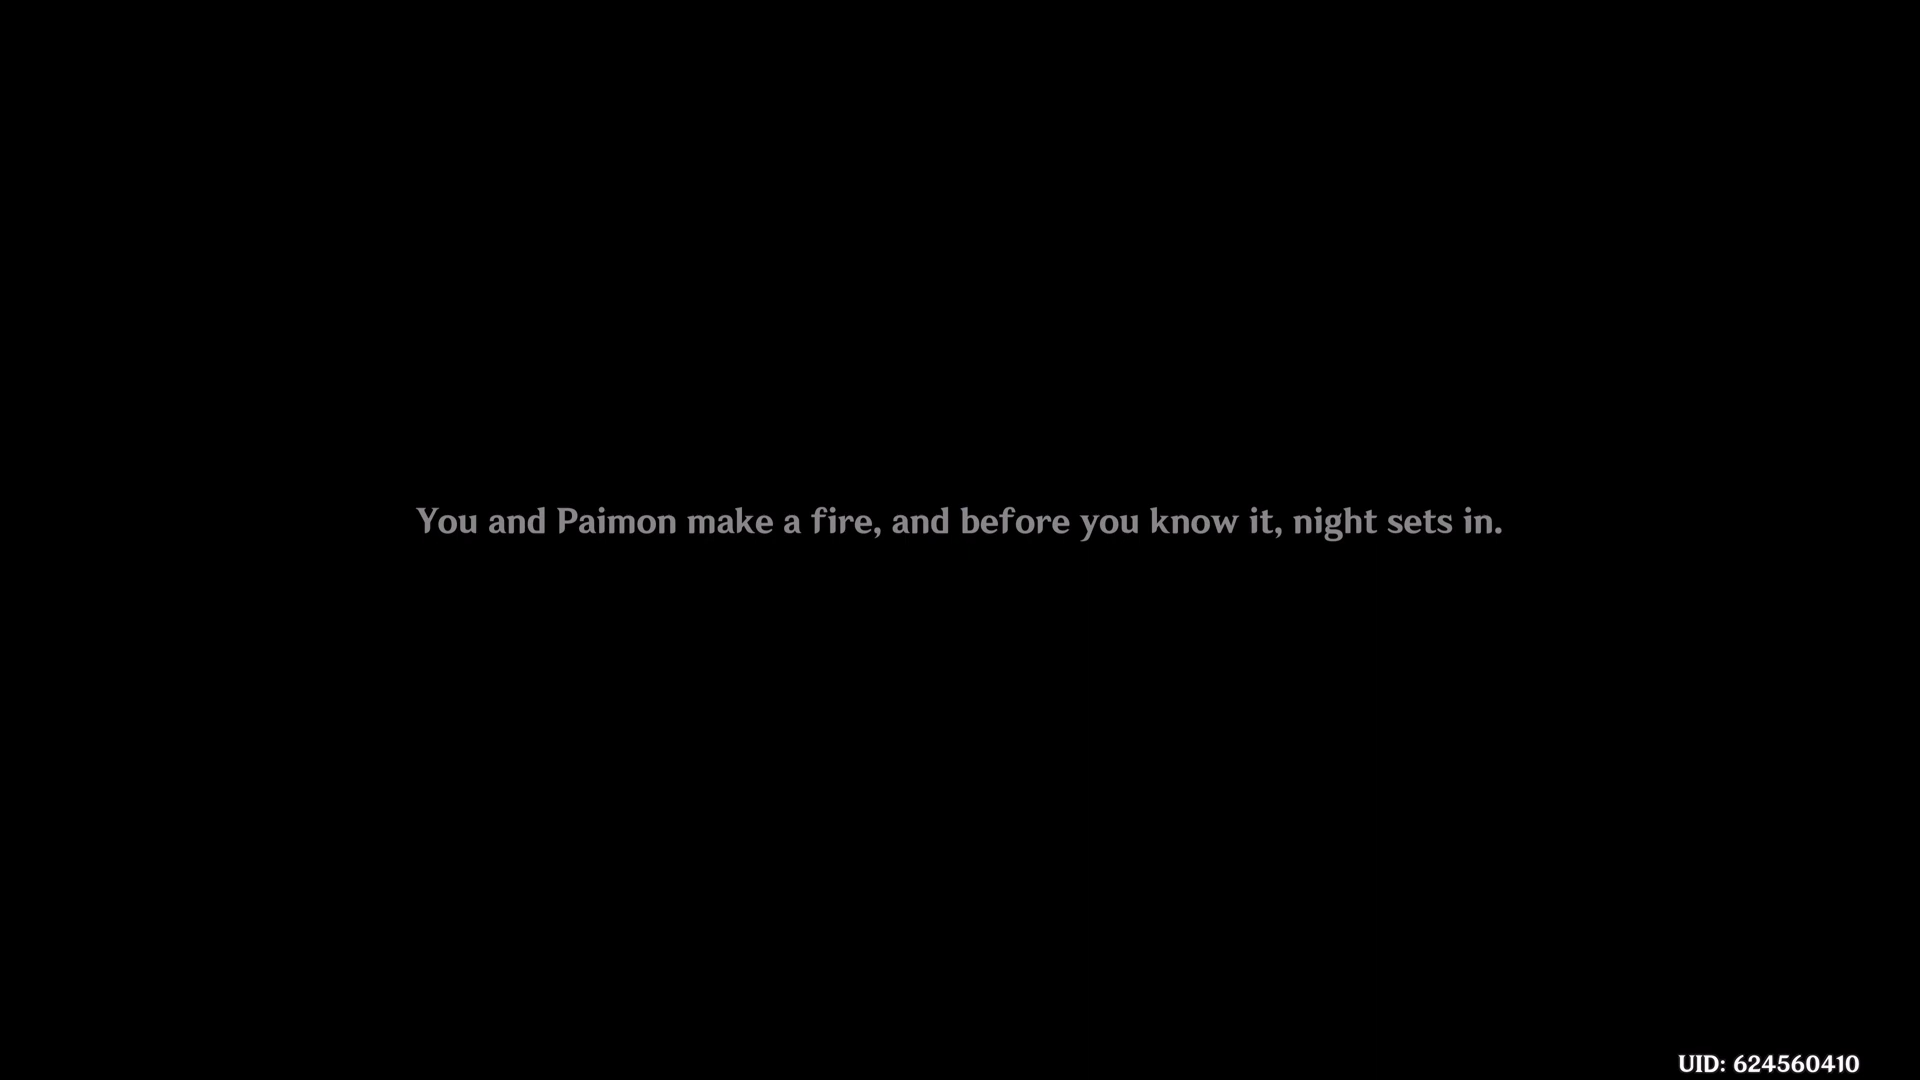 You and Paimon make a fire, and before you know it, night sets in.
UID: 624560410